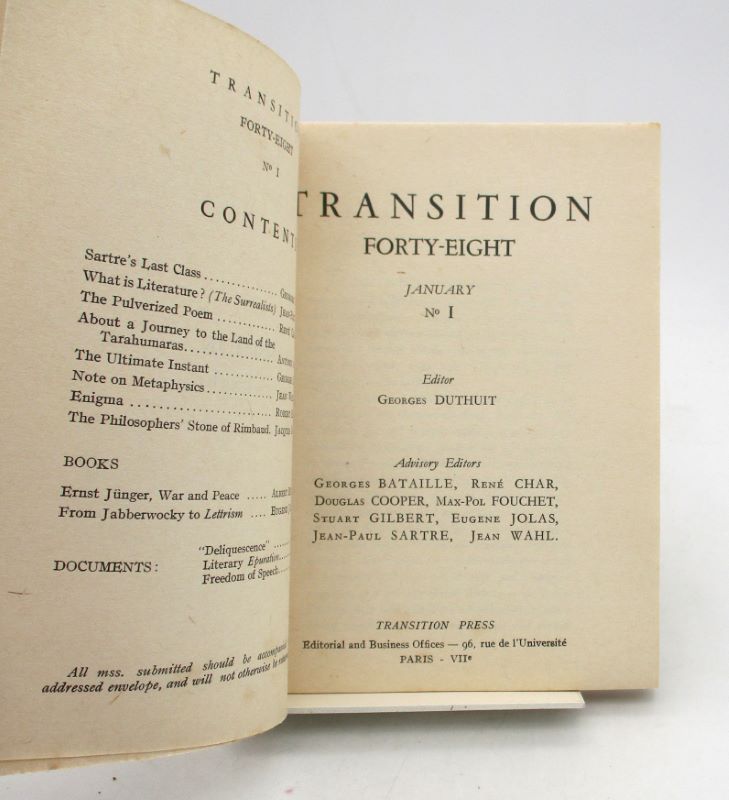 TRANSITION
FORTY-EIGHT
Nº I
CONTENTS
Sartre's Last Class
What is Literature? (The Surrealists)
The Pulverized Poem
About a Journey to the Land of the
Tarahumaras
The Ultimate Instant
Note on Metaphysics
Enigma
The Philosophers' Stone of Rimbaud.
BOOKS
Ernst Jünger, War and Peace
From Jabberwocky to Lettrism
"Deliquescence"
DOCUMENTS: Literary Epuration
Freedom of Speech
All mss. submitted should be
addressed envelope, and will not otherwise be
TRANSITION
FORTY-EIGHT
JANUARY
Nº I
Editor
GEORGES DUTHUIT
Advisory Editors
GEORGES BATAILLE, RENÉ CHAR,
DOUGLAS COOPER, MAX-POL FOUCHET,
STUART GILBERT, EUGENE JOLAS,
JEAN-PAUL SARTRE, JEAN WAHL.
TRANSITION PRESS
Editorial and Business Offices — 96, rue de l'Université
PARIS - VIIe